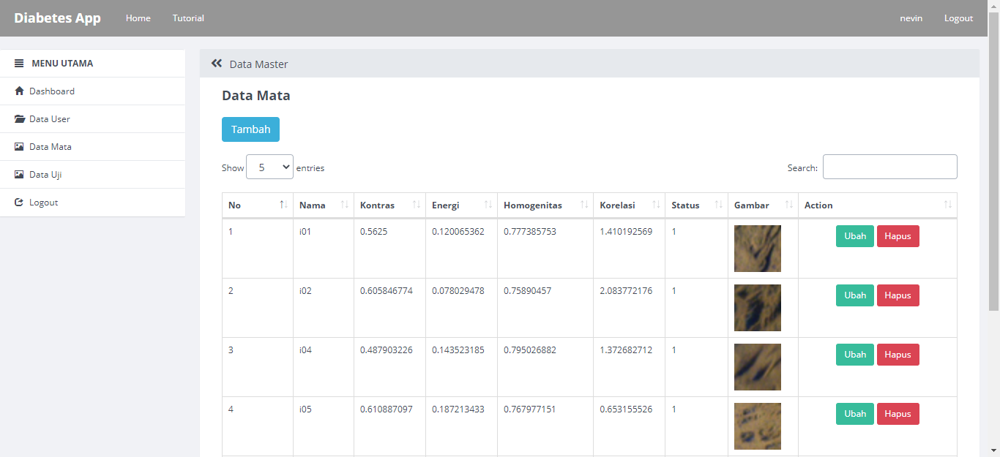 Diabetes App Home Tutorial nevin Logout
MENU UTAMA
Dashboard
Data User
Data Mata
Data Uji
Logout
Data Master
Data Mata
Tambah
Show 5 entries Search:
No Nama Kontras Energi Homogenitas Korelasi Status Gambar Action
1 i01 0.5625 0.120065362 0.777385753 1.410192569 1 Ubah Hapus
2 i02 0.605846774 0.078029478 0.75890457 2.083772176 1 Ubah Hapus
3 i04 0.487903226 0.143523185 0.795026882 1.372682712 1 Ubah Hapus
4 i05 0.610887097 0.187213433 0.767977151 0.653155526 1 Ubah Hapus